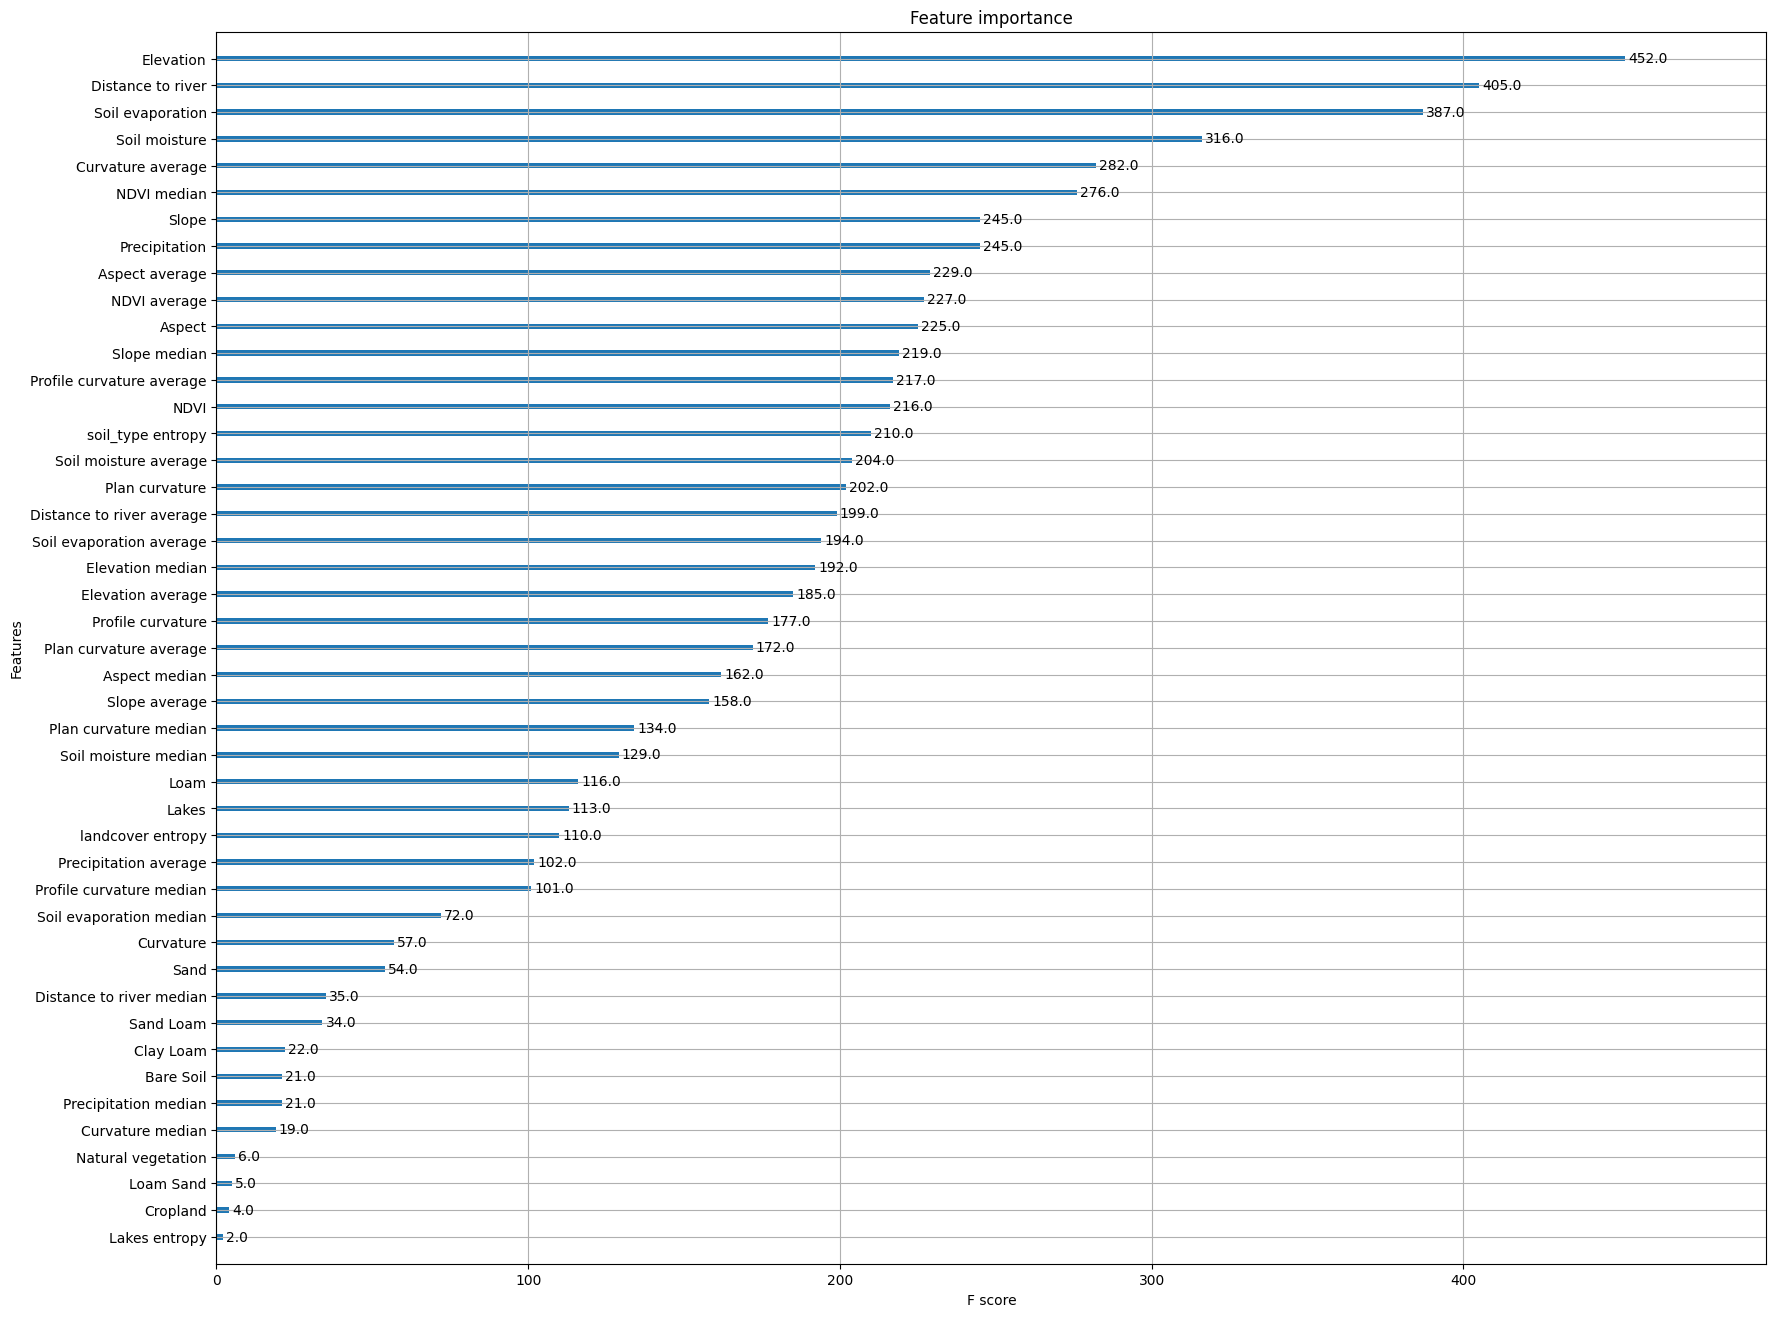 Feature importance
Elevation 452.0
Distance to river 405.0
Soil evaporation 387.0
Soil moisture 316.0
Curvature average 282.0
NDVI median 276.0
Slope 245.0
Precipitation 245.0
Aspect average 229.0
NDVI average 227.0
Aspect 225.0
Slope median 219.0
Profile curvature average 217.0
NDVI 216.0
soil_type entropy 210.0
Soil moisture average 204.0
Plan curvature 202.0
Distance to river average 199.0
Soil evaporation average 194.0
Elevation median 192.0
Elevation average 185.0
Profile curvature 177.0
Plan curvature average 172.0
Aspect median 162.0
Slope average 158.0
Plan curvature median 134.0
Soil moisture median 129.0
Loam 116.0
Lakes 113.0
landcover entropy 110.0
Precipitation average 102.0
Profile curvature median 101.0
Soil evaporation median 72.0
Curvature 57.0
Sand 54.0
Distance to river median 35.0
Sand Loam 34.0
Clay Loam 22.0
Bare Soil 21.0
Precipitation median 21.0
Curvature median 19.0
Natural vegetation 6.0
Loam Sand 5.0
Cropland 4.0
Lakes entropy 2.0
Features
0 100 200 300 400
F score